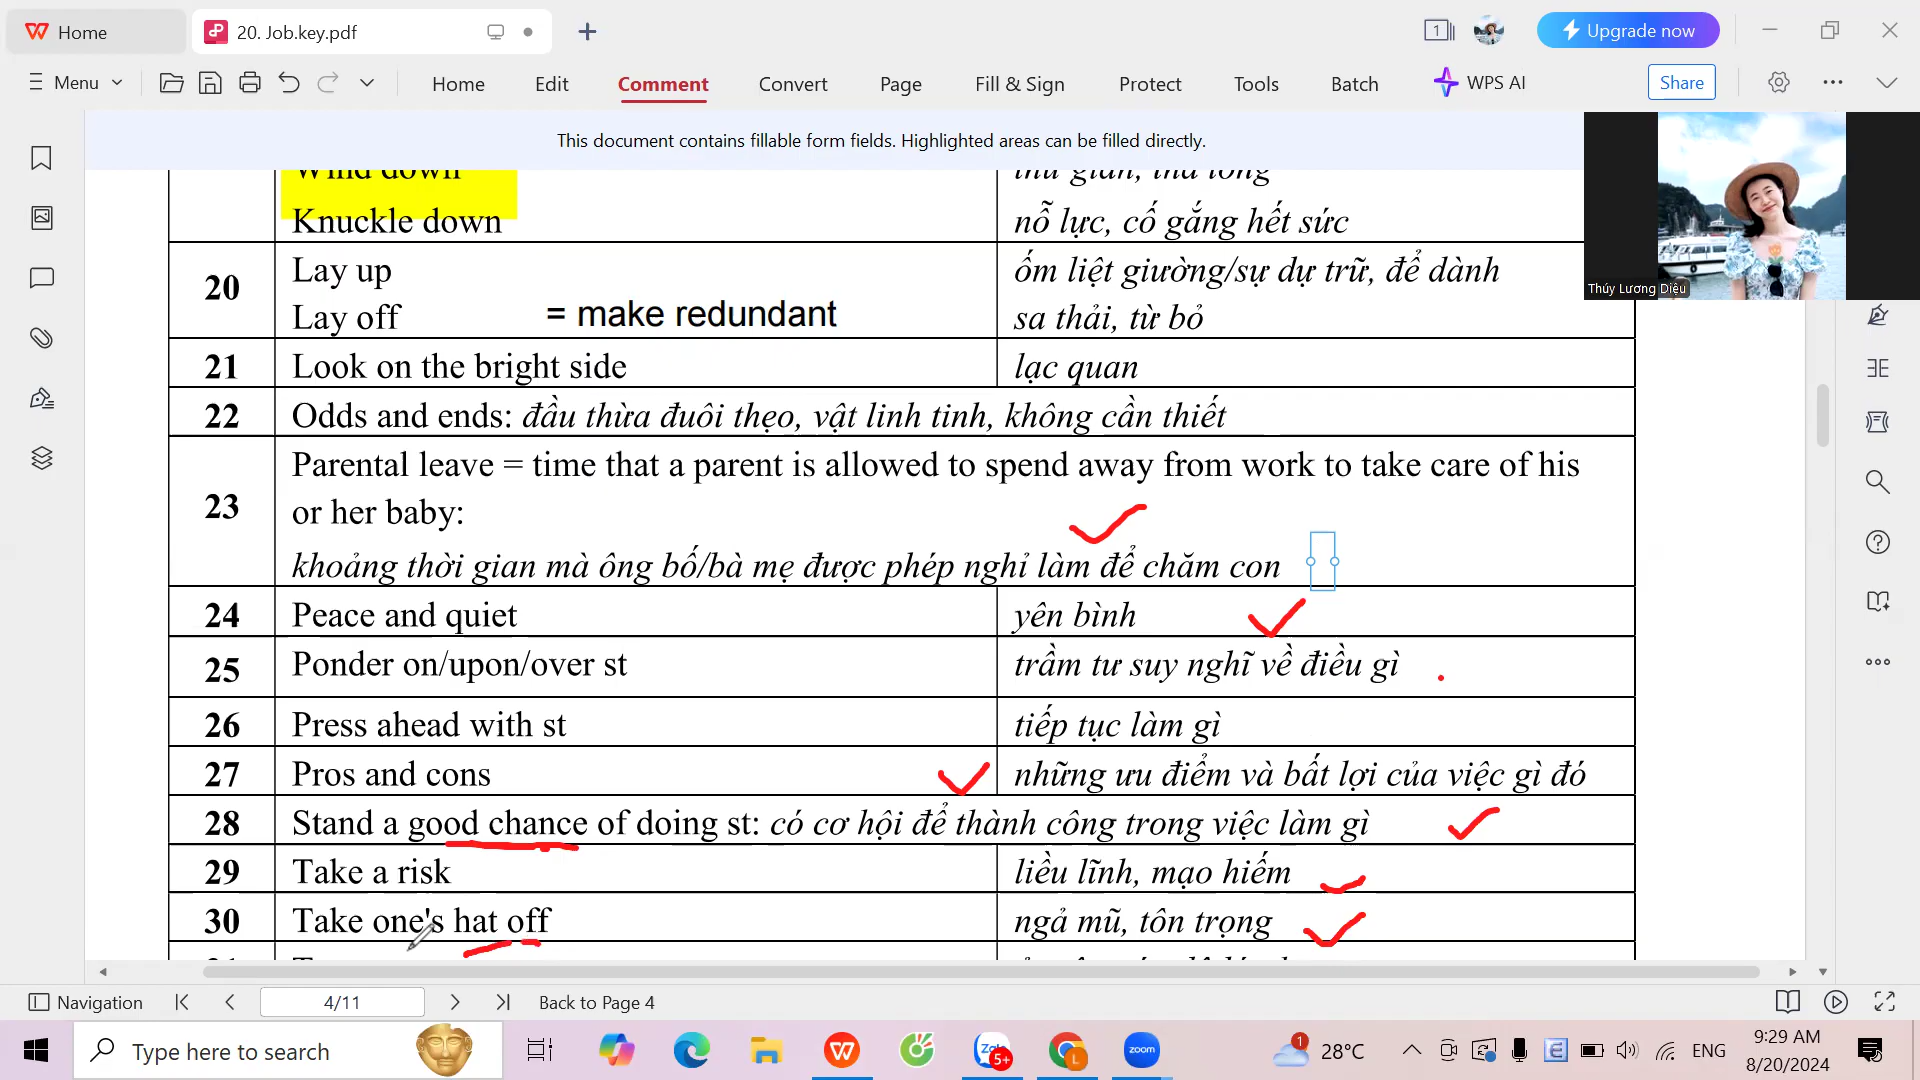 Home
20. Job.key.pdf
1
Upgrade now
Menu
Home Edit Comment Convert Page Fill & Sign Protect Tools Batch WPS AI
Share
This document contains fillable form fields. Highlighted areas can be filled directly.
Thúy Lương Diệu
Wind down thư giãn, thả lỏng
Knuckle down nỗ lực, cố gắng hết sức
20 Lay up ốm liệt giường/sự dự trữ, để dành
Lay off = make redundant sa thải, từ bỏ
21 Look on the bright side lạc quan
22 Odds and ends: đầu thừa đuôi thẹo, vật linh tinh, không cần thiết
23 Parental leave = time that a parent is allowed to spend away from work to take care of his
or her baby:
khoảng thời gian mà ông bố/bà mẹ được phép nghỉ làm để chăm con
24 Peace and quiet yên bình
25 Ponder on/upon/over st trầm tư suy nghĩ về điều gì
26 Press ahead with st tiếp tục làm gì
27 Pros and cons những ưu điểm và bất lợi của việc gì đó
28 Stand a good chance of doing st: có cơ hội để thành công trong việc làm gì
29 Take a risk liều lĩnh, mạo hiểm
30 Take one's hat off ngả mũ, tôn trọng
Navigation 4/11 Back to Page 4
Type here to search
Zalo 5+
L
zoom
1
28°C
ENG
9:29 AM
8/20/2024